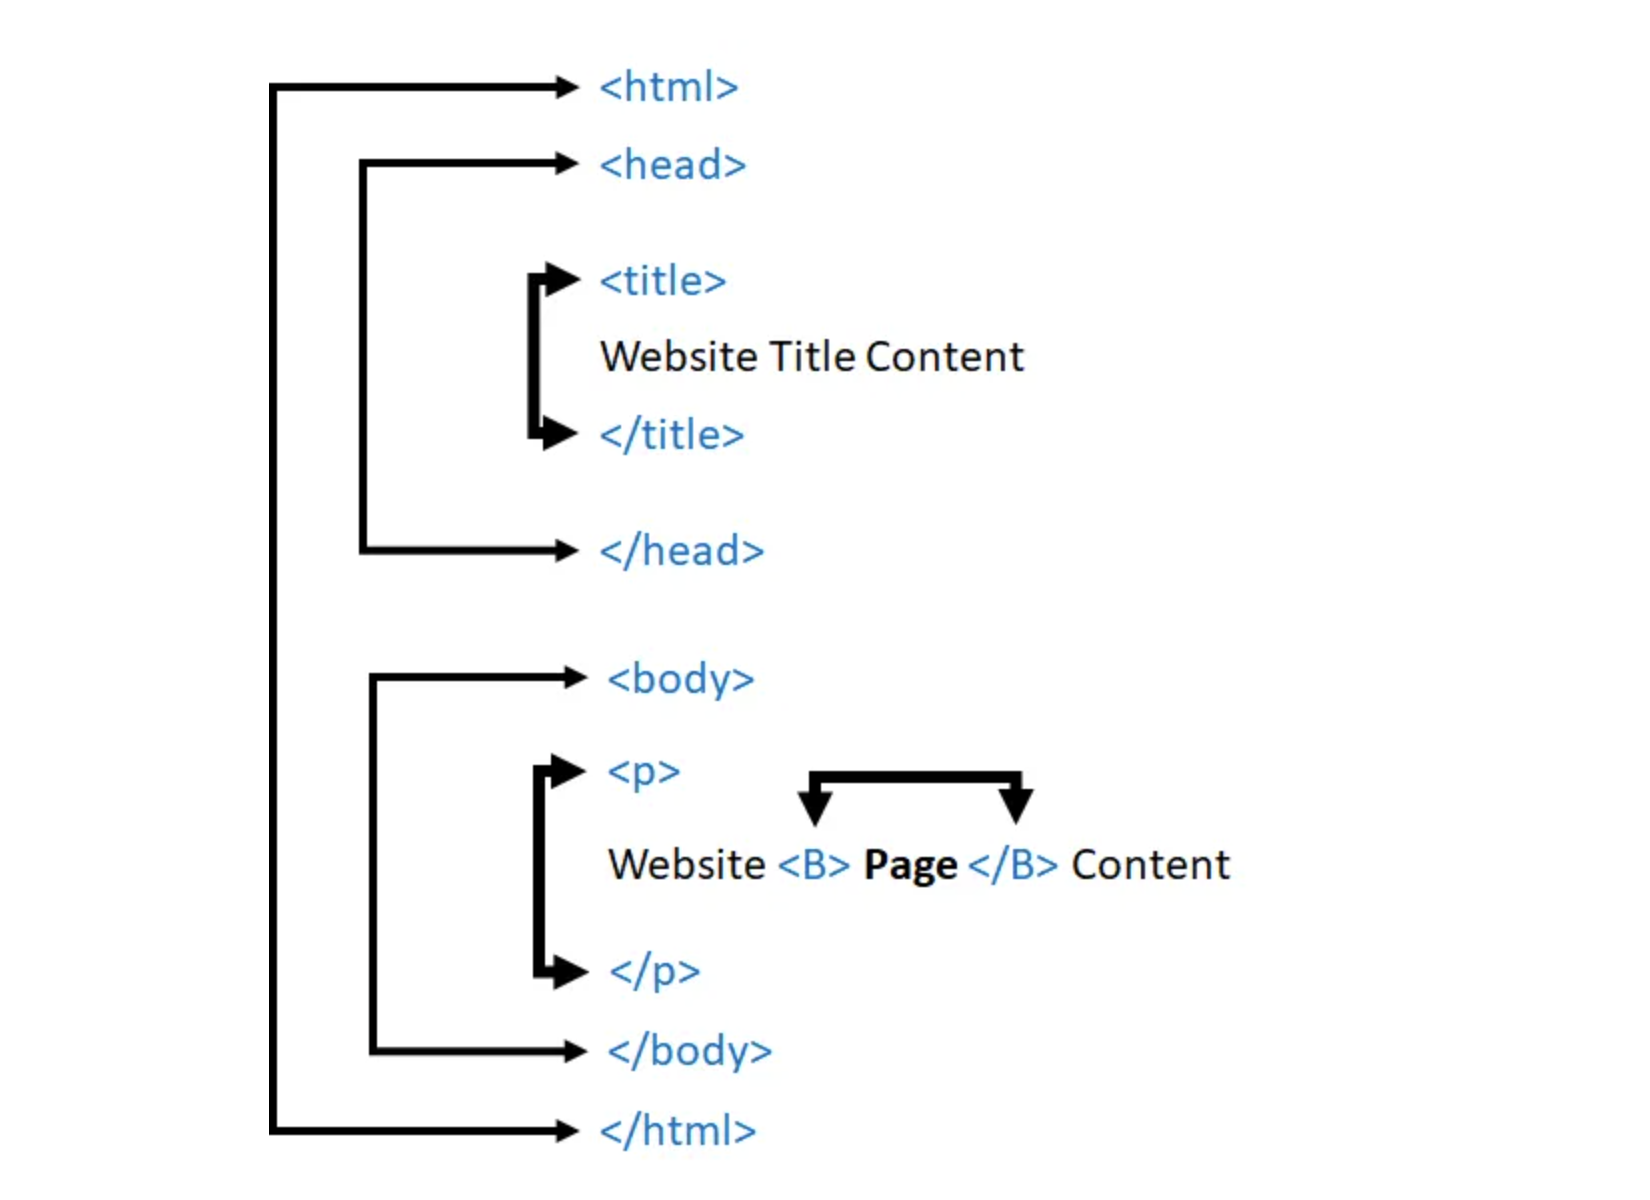 <html>
<head>
<title>
Website Title Content
</title>
</head>
<body>
<p>
Website <B> Page </B> Content
</p>
</body>
</html>